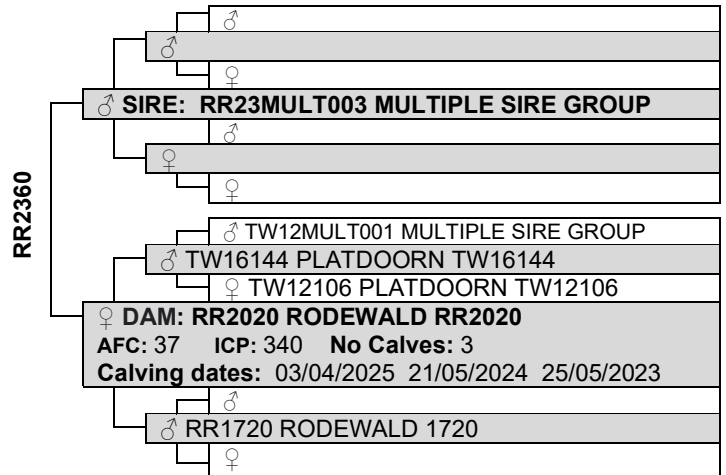 ♂
♂
♀
♂ SIRE: RR23MULT003 MULTIPLE SIRE GROUP
♂
♀
♀
RR2360
♂ TW12MULT001 MULTIPLE SIRE GROUP
♂ TW16144 PLATDOORN TW16144
♀ TW12106 PLATDOORN TW12106
♀ DAM: RR2020 RODEWALD RR2020
AFC: 37 ICP: 340 No Calves: 3
Calving dates: 03/04/2025 21/05/2024 25/05/2023
♂
♂ RR1720 RODEWALD 1720
♀